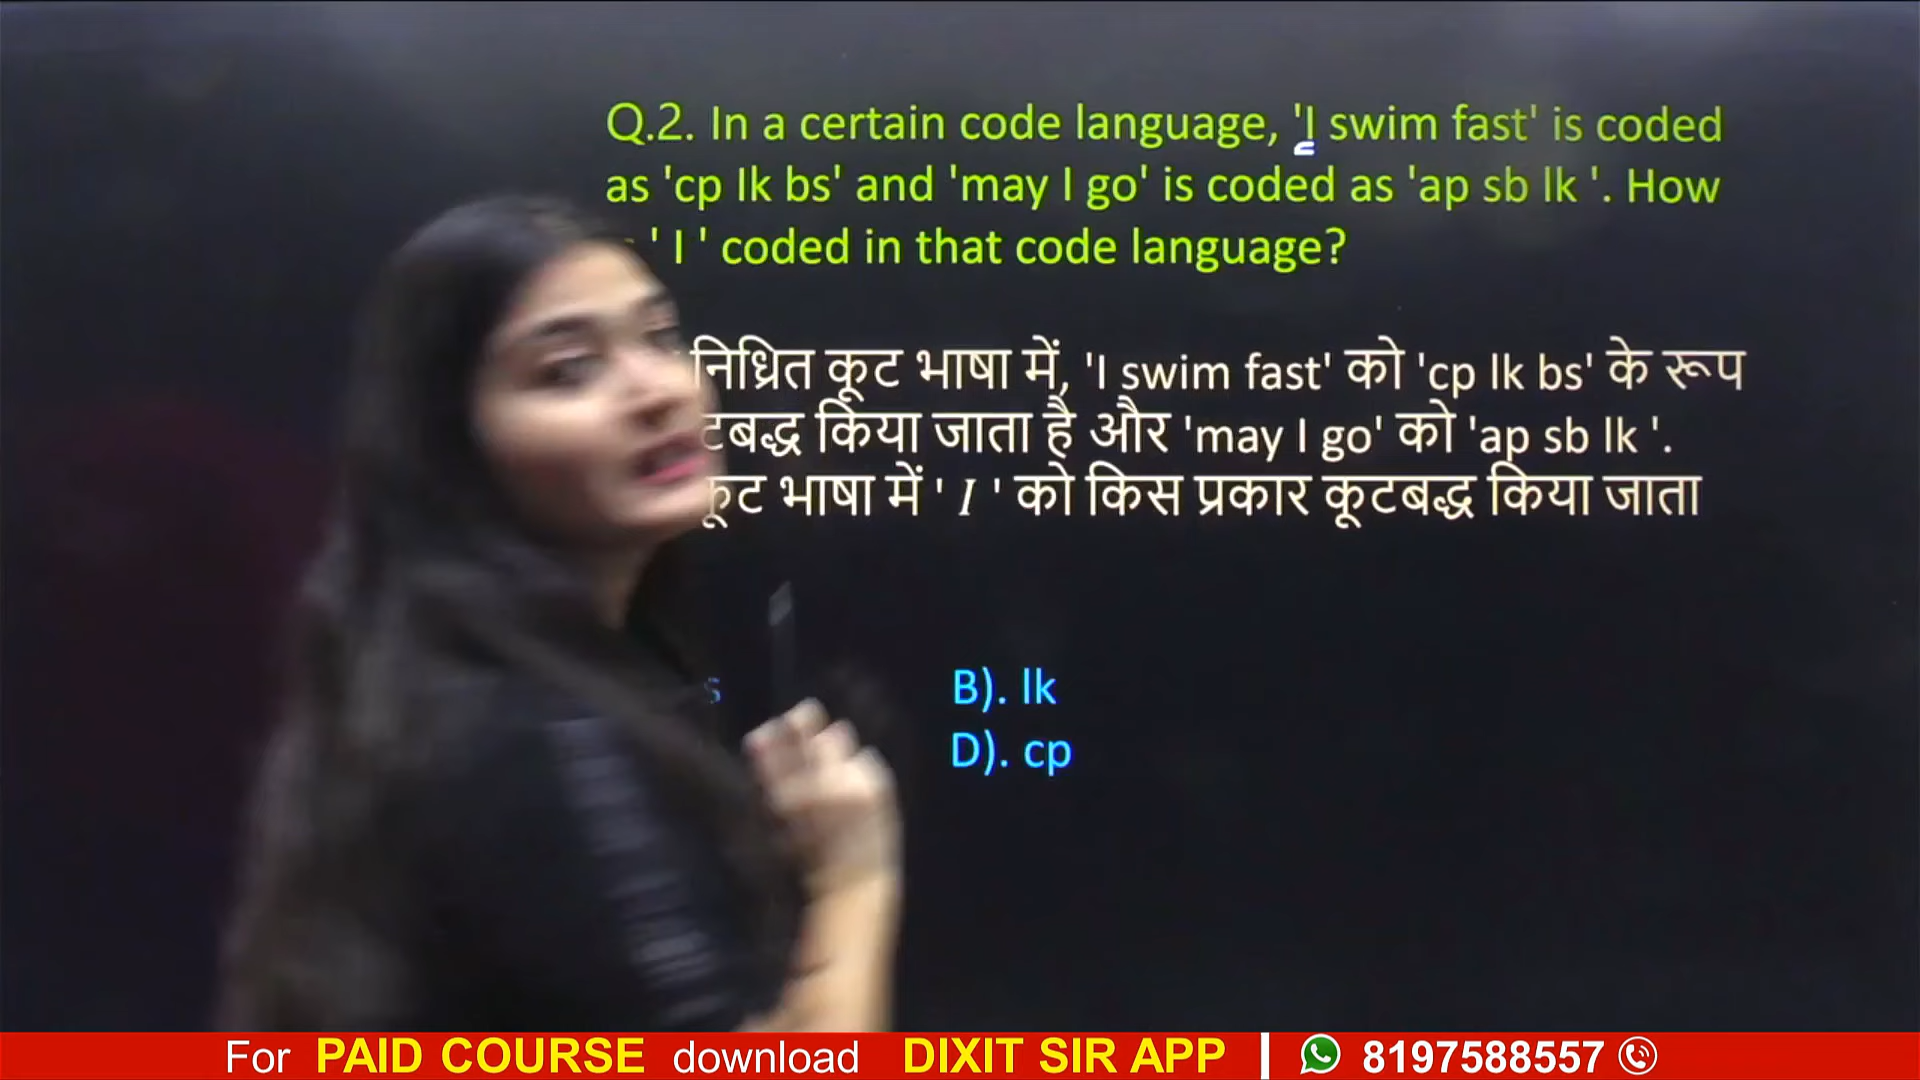 Q.2. In a certain code language, 'I swim fast' is coded
as 'cp lk bs' and 'may I go' is coded as 'ap sb lk '. How
' I ' coded in that code language?
निध्रित कूट भाषा में, 'I swim fast' को 'cp lk bs' के रूप
टबद्ध किया जाता है और 'may I go' को 'ap sb lk '.
कूट भाषा में ' I ' को किस प्रकार कूटबद्ध किया जाता
s B). lk
D). cp
For PAID COURSE download DIXIT SIR APP | 8197588557